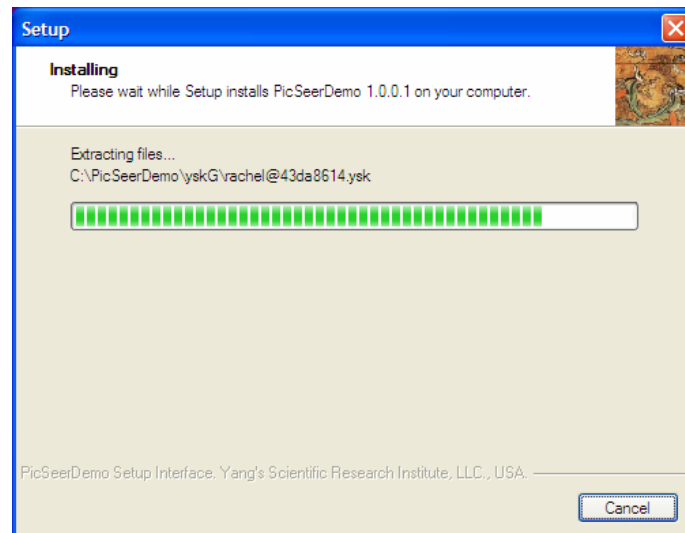 Setup
Installing
Please wait while Setup installs PicSeerDemo 1.0.0.1 on your computer.
Extracting files...
C:\PicSeerDemo\yskG\rachel@43da8614.ysk
PicSeerDemo Setup Interface. Yang's Scientific Research Institute, LLC., USA.
Cancel